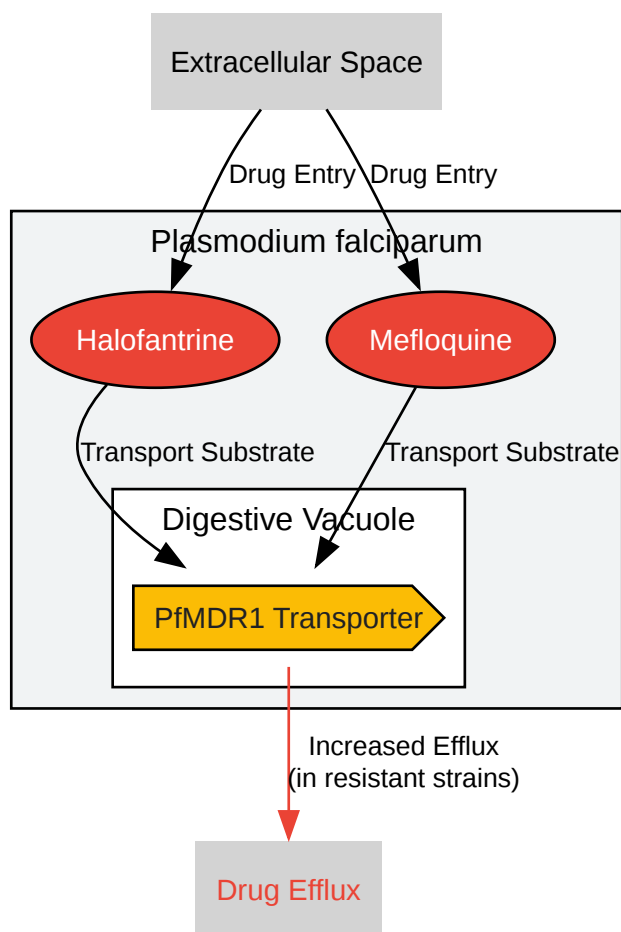 Extracellular Space
Drug Entry
Drug Entry
Plasmodium falciparum
Halofantrine
Mefloquine
Transport Substrate
Transport Substrate
Digestive Vacuole
PfMDR1 Transporter
Increased Efflux
(in resistant strains)
Drug Efflux